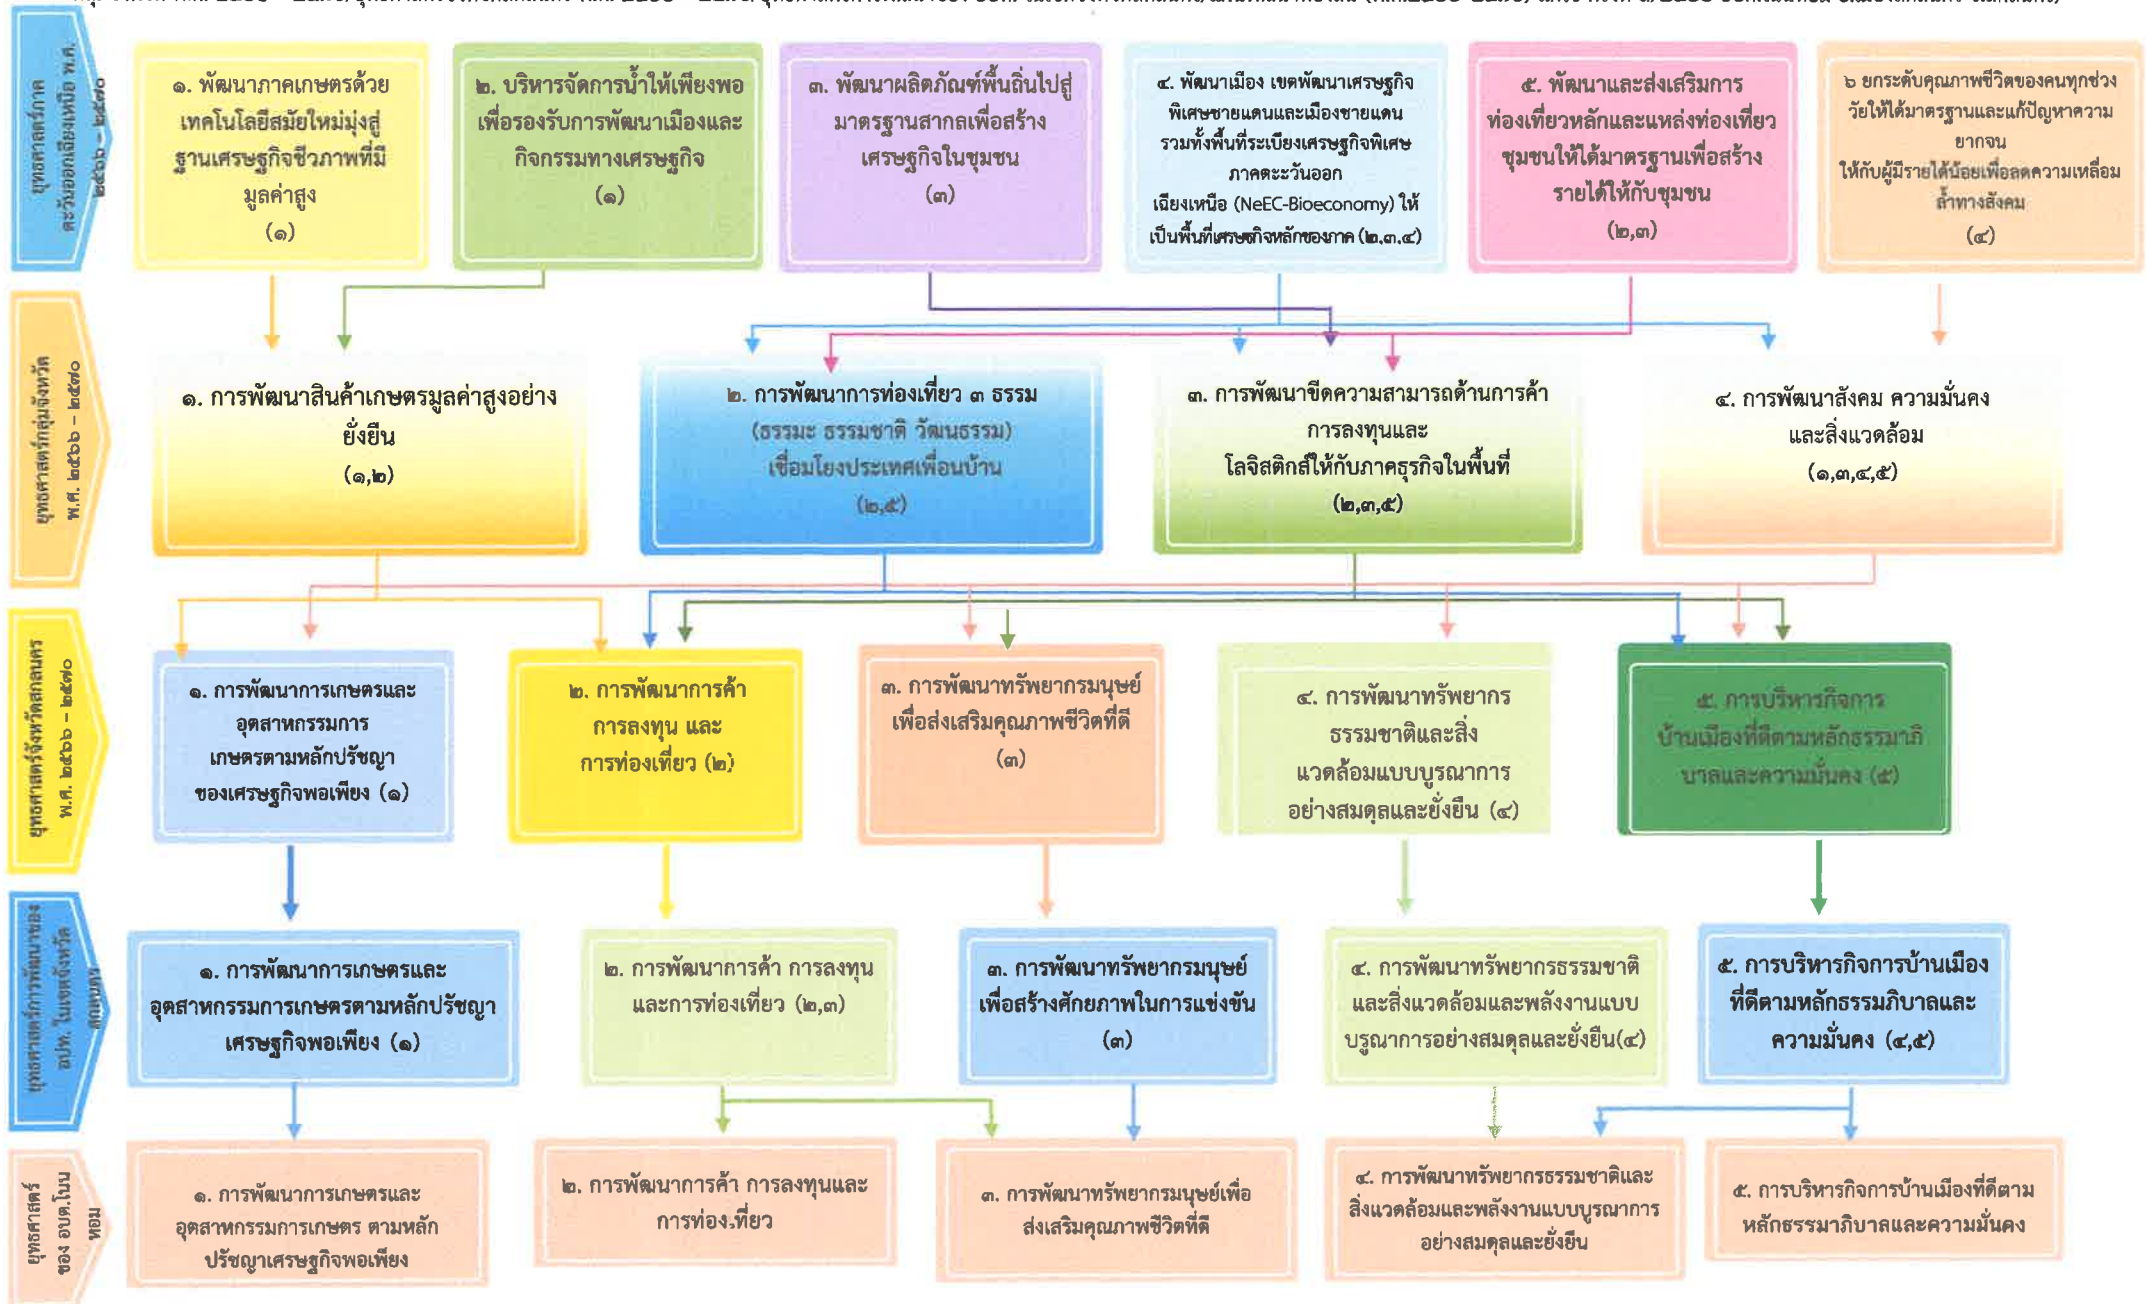 ยุทธศาสตร์ภาค
ตะวันออกเฉียงเหนือ พ.ศ.
๒๕๖๖ – ๒๕๗๐
๑. พัฒนาภาคเกษตรด้วย
เทคโนโลยีสมัยใหม่มุ่งสู่
ฐานเศรษฐกิจชีวภาพที่มี
มูลค่าสูง
(๑)
๒. บริหารจัดการน้ำให้เพียงพอ
เพื่อรองรับการพัฒนาเมืองและ
กิจกรรมทางเศรษฐกิจ
(๑)
๓. พัฒนาผลิตภัณฑ์พื้นถิ่นไปสู่
มาตรฐานสากลเพื่อสร้าง
เศรษฐกิจในชุมชน
(๓)
๔. พัฒนาเมือง เขตพัฒนาเศรษฐกิจ
พิเศษชายแดนและเมืองชายแดน
รวมทั้งพื้นที่ระเบียงเศรษฐกิจพิเศษ
ภาคตะะวันออก
เฉียงเหนือ (NeEC-Bioeconomy) ให้
เป็นพื้นที่เศรษฐกิจหลักของภาค (๒,๓,๔)
๕. พัฒนาและส่งเสริมการ
ท่องเที่ยวหลักและแหล่งท่องเที่ยว
ชุมชนให้ได้มาตรฐานเพื่อสร้าง
รายได้ให้กับชุมชน
(๒,๓)
๖ ยกระดับคุณภาพชีวิตของคนทุกช่วง
วัยให้ได้มาตรฐานและแก้ปัญหาความ
ยากจน
ให้กับผู้มีรายได้น้อยเพื่อลดความเหลื่อม
ล้ำทางสังคม
(๔)
ยุทธศาสตร์กลุ่มจังหวัด
พ.ศ. ๒๕๖๖ – ๒๕๗๐
๑. การพัฒนาสินค้าเกษตรมูลค่าสูงอย่าง
ยั่งยืน
(๑,๒)
๒. การพัฒนาการท่องเที่ยว ๓ ธรรม
(ธรรมะ ธรรมชาติ วัฒนธรรม)
เชื่อมโยงประเทศเพื่อนบ้าน
(๒,๕)
๓. การพัฒนาขีดความสามารถด้านการค้า
การลงทุนและ
โลจิสติกส์ให้กับภาคธุรกิจในพื้นที่
(๒,๓,๕)
๔. การพัฒนาสังคม ความมั่นคง
และสิ่งแวดล้อม
(๑,๓,๔,๕)
ยุทธศาสตร์จังหวัดสกลนคร
พ.ศ. ๒๕๖๖ – ๒๕๗๐
๑. การพัฒนาการเกษตรและ
อุตสาหกรรมการ
เกษตรตามหลักปรัชญา
ของเศรษฐกิจพอเพียง (๑)
๒. การพัฒนาการค้า
การลงทุน และ
การท่องเที่ยว (๒)
๓. การพัฒนาทรัพยากรมนุษย์
เพื่อส่งเสริมคุณภาพชีวิตที่ดี
(๓)
๔. การพัฒนาทรัพยากร
ธรรมชาติและสิ่ง
แวดล้อมแบบบูรณาการ
อย่างสมดุลและยั่งยืน (๔)
๕. การบริหารกิจการ
บ้านเมืองที่ดีตามหลักธรรมาภิ
บาลและความมั่นคง (๕)
ยุทธศาสตร์การพัฒนาของ
อปท. ในเขตจังหวัด
สกลนคร
๑. การพัฒนาการเกษตรและ
อุตสาหกรรมการเกษตรตามหลักปรัชญา
เศรษฐกิจพอเพียง (๑)
๒. การพัฒนาการค้า การลงทุน
และการท่องเที่ยว (๒,๓)
๓. การพัฒนาทรัพยากรมนุษย์
เพื่อสร้างศักยภาพในการแข่งขัน
(๓)
๔. การพัฒนาทรัพยากรธรรมชาติ
และสิ่งแวดล้อมและพลังงานแบบ
บรูณาการอย่างสมดุลและยั่งยืน(๔)
๕. การบริหารกิจการบ้านเมือง
ที่ดีตามหลักธรรมภิบาลและ
ความมั่นคง (๔,๕)
ยุทธศาสตร์
ของ อบต.โนน
หอม
๑. การพัฒนาการเกษตรและ
อุตสาหกรรมการเกษตร ตามหลัก
ปรัชญาเศรษฐกิจพอเพียง
๒. การพัฒนาการค้า การลงทุนและ
การท่องเที่ยว
๓. การพัฒนาทรัพยากรมนุษย์เพื่อ
ส่งเสริมคุณภาพชีวิตที่ดี
๔. การพัฒนาทรัพยากรธรรมชาติและ
สิ่งแวดล้อมและพลังงานแบบบูรณาการ
อย่างสมดุลและยั่งยืน
๕. การบริหารกิจการบ้านเมืองที่ดีตาม
หลักธรรมาภิบาลและความมั่นคง